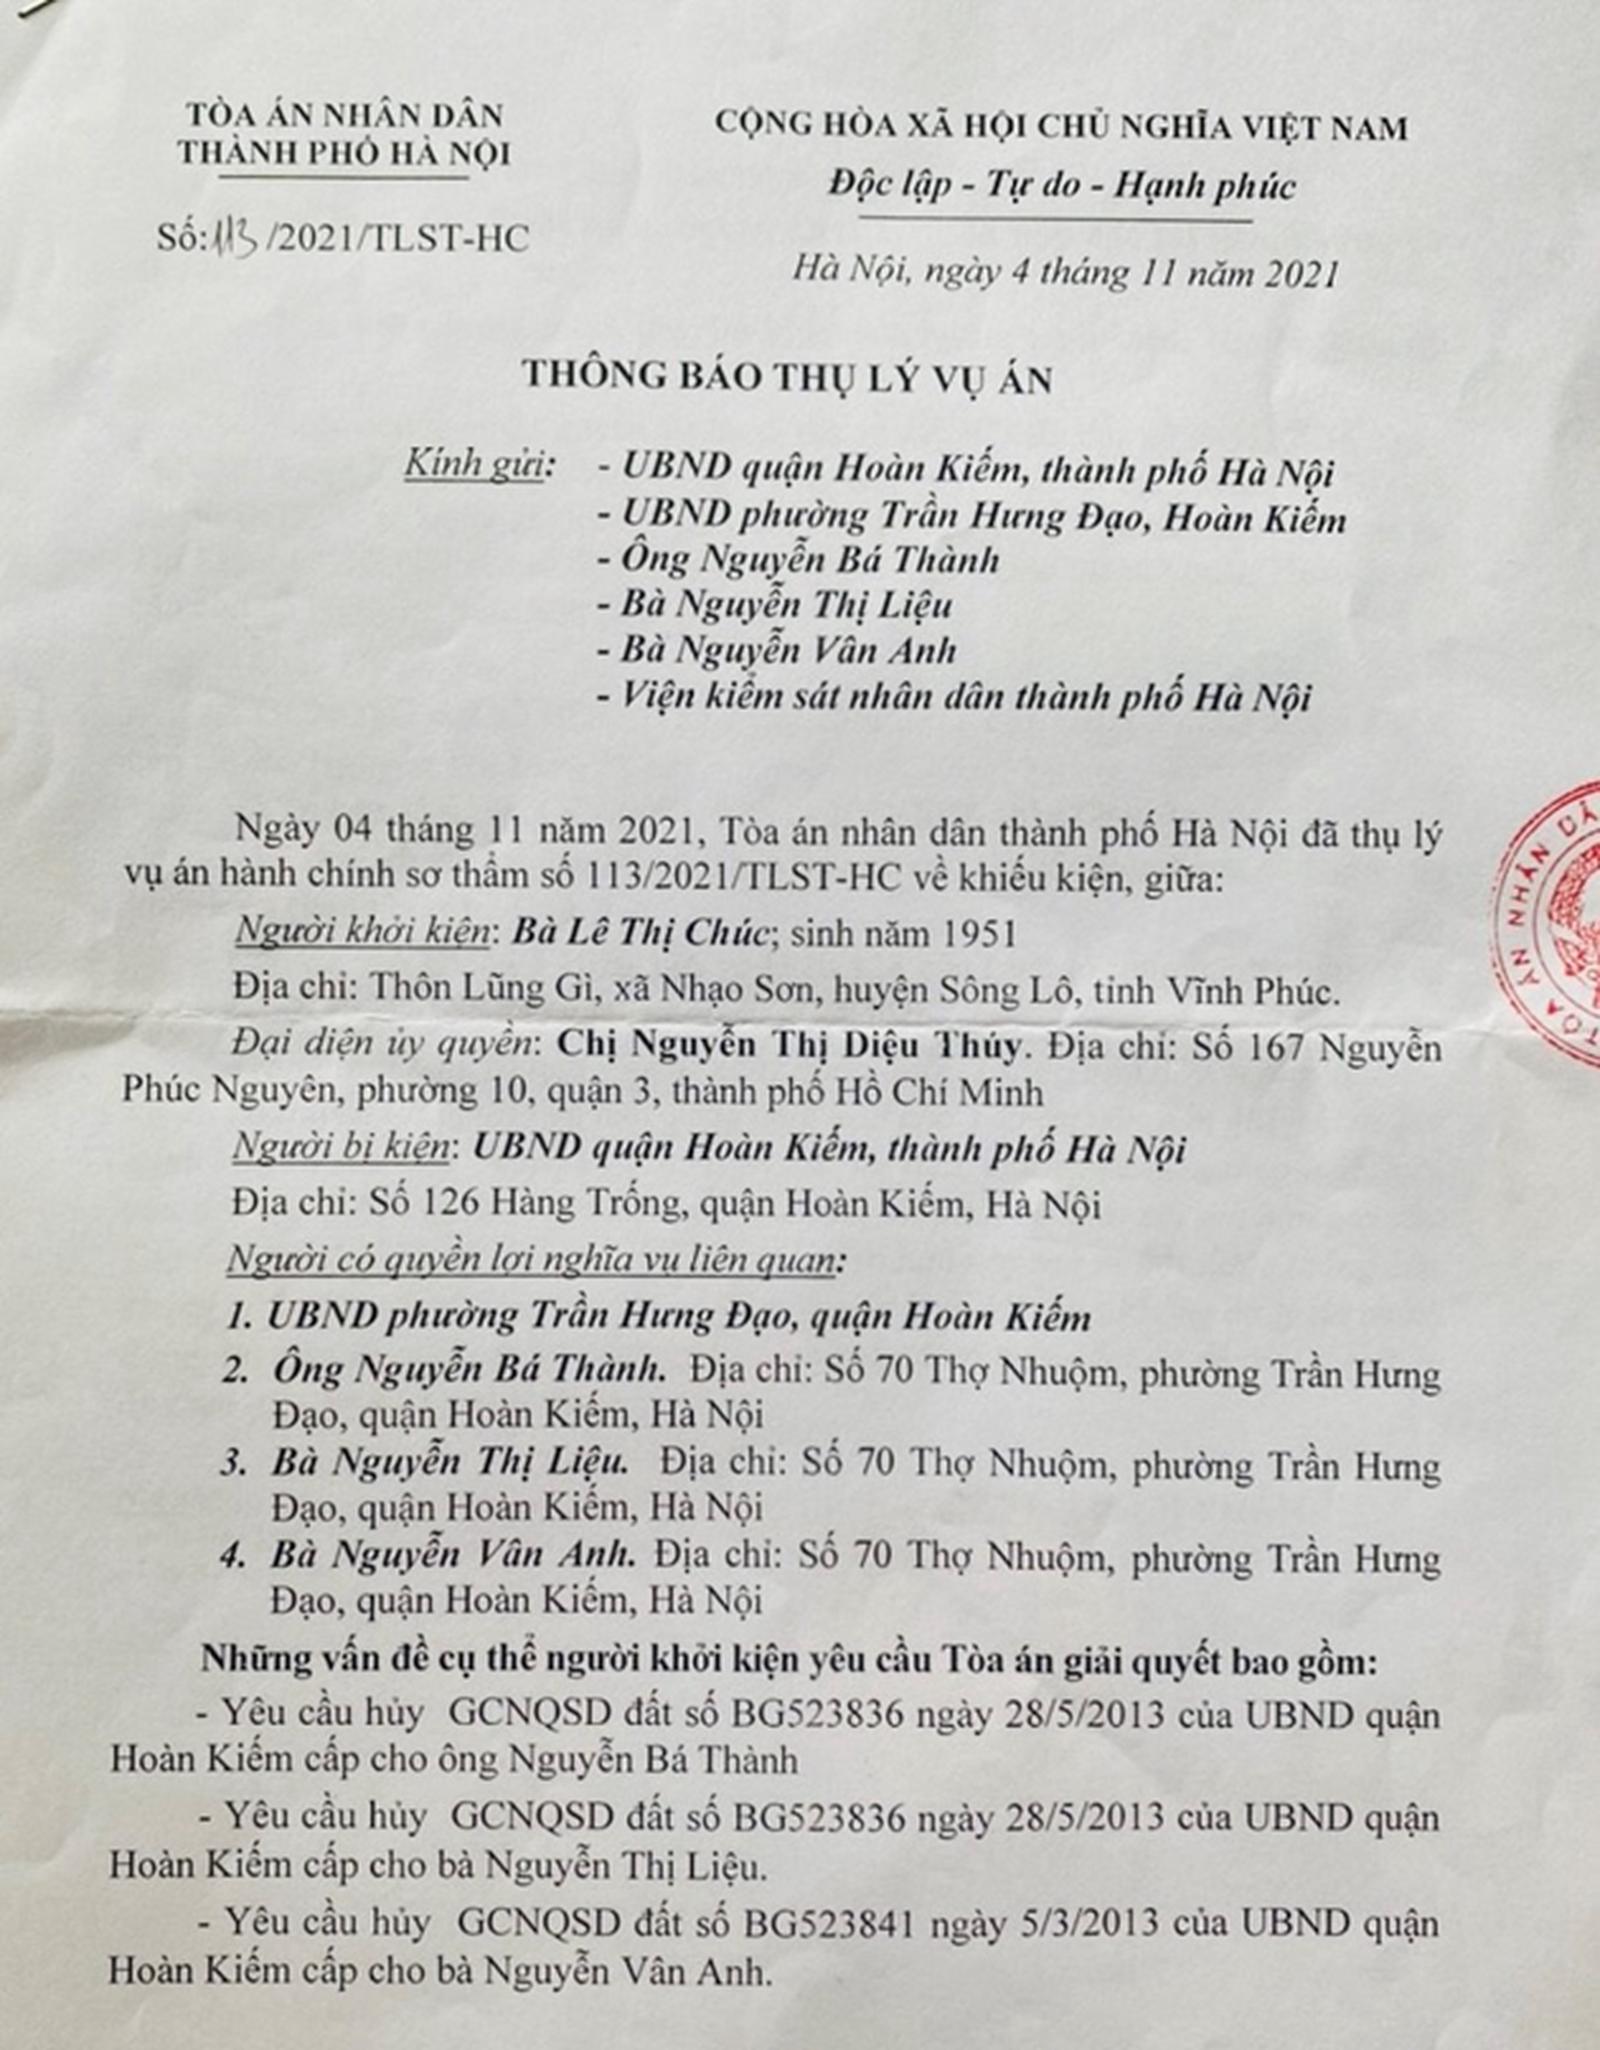 TÒA ÁN NHÂN DÂN
THÀNH PHỐ HÀ NỘI
Số:113/2021/TLST-HC
CỘNG HÒA XÃ HỘI CHỦ NGHĨA VIỆT NAM
Độc lập - Tự do - Hạnh phúc
Hà Nội, ngày 4 tháng 11 năm 2021
THÔNG BÁO THỤ LÝ VỤ ÁN
Kính gửi: - UBND quận Hoàn Kiếm, thành phố Hà Nội
- UBND phường Trần Hưng Đạo, Hoàn Kiếm
- Ông Nguyễn Bá Thành
- Bà Nguyễn Thị Liệu
- Bà Nguyễn Vân Anh
- Viện kiểm sát nhân dân thành phố Hà Nội
Ngày 04 tháng 11 năm 2021, Tòa án nhân dân thành phố Hà Nội đã thụ lý
vụ án hành chính sơ thẩm số 113/2021/TLST-HC về khiếu kiện, giữa:
Người khởi kiện: Bà Lê Thị Chúc; sinh năm 1951
Địa chỉ: Thôn Lũng Gì, xã Nhạo Sơn, huyện Sông Lô, tỉnh Vĩnh Phúc.
Đại diện ủy quyền: Chị Nguyễn Thị Diệu Thúy. Địa chỉ: Số 167 Nguyễn
Phúc Nguyên, phường 10, quận 3, thành phố Hồ Chí Minh
Người bị kiện: UBND quận Hoàn Kiếm, thành phố Hà Nội
Địa chỉ: Số 126 Hàng Trống, quận Hoàn Kiếm, Hà Nội
Người có quyền lợi nghĩa vụ liên quan:
1. UBND phường Trần Hưng Đạo, quận Hoàn Kiếm
2. Ông Nguyễn Bá Thành. Địa chỉ: Số 70 Thợ Nhuộm, phường Trần Hưng
Đạo, quận Hoàn Kiếm, Hà Nội
3. Bà Nguyễn Thị Liệu. Địa chỉ: Số 70 Thợ Nhuộm, phường Trần Hưng
Đạo, quận Hoàn Kiếm, Hà Nội
4. Bà Nguyễn Vân Anh. Địa chỉ: Số 70 Thợ Nhuộm, phường Trần Hưng
Đạo, quận Hoàn Kiếm, Hà Nội
Những vấn đề cụ thể người khởi kiện yêu cầu Tòa án giải quyết bao gồm:
- Yêu cầu hủy GCNQSD đất số BG523836 ngày 28/5/2013 của UBND quận
Hoàn Kiếm cấp cho ông Nguyễn Bá Thành
- Yêu cầu hủy GCNQSD đất số BG523836 ngày 28/5/2013 của UBND quận
Hoàn Kiếm cấp cho bà Nguyễn Thị Liệu.
- Yêu cầu hủy GCNQSD đất số BG523841 ngày 5/3/2013 của UBND quận
Hoàn Kiếm cấp cho bà Nguyễn Vân Anh.
TÒA ÁN NHÂN DÂ